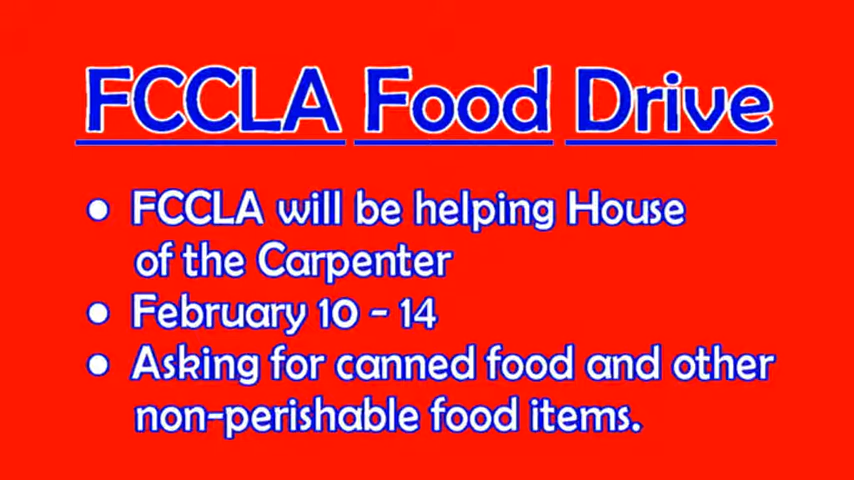 FCCLA Food Drive
• FCCLA will be helping House
of the Carpenter
• February 10 - 14
• Asking for canned food and other
non-perishable food items.